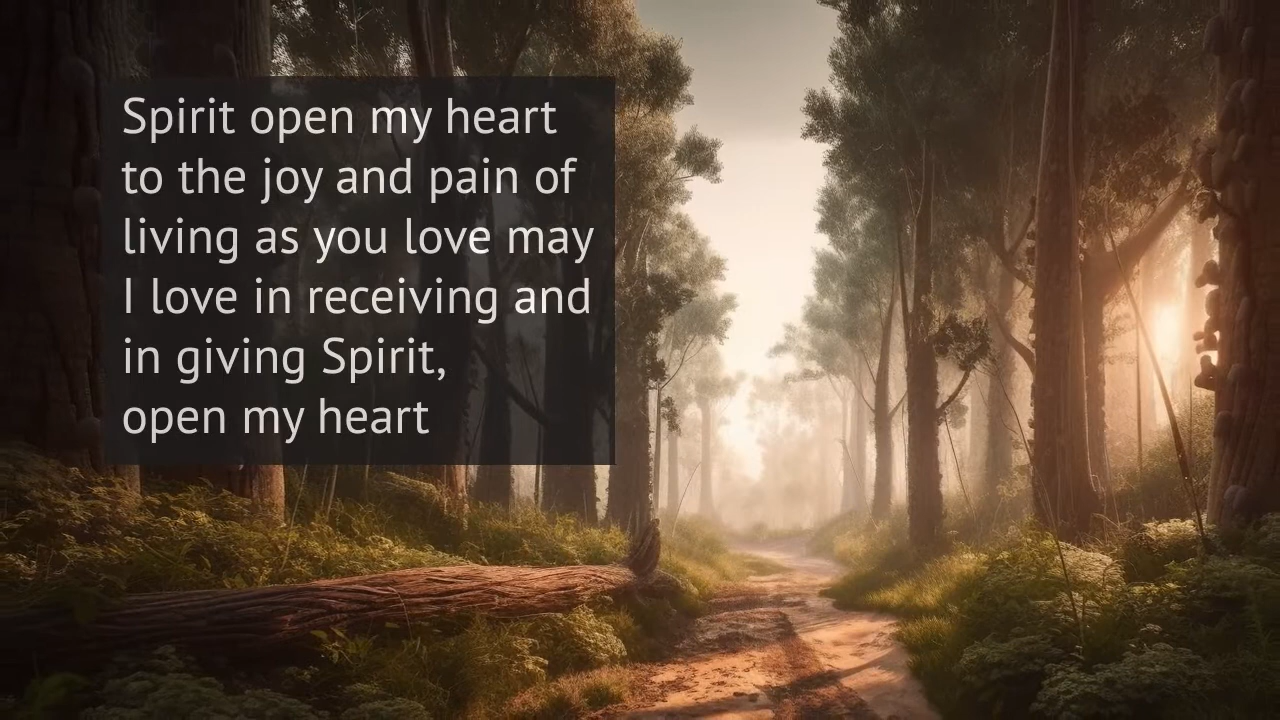 Spirit open my heart
to the joy and pain of
living as you love may
I love in receiving and
in giving Spirit,
open my heart